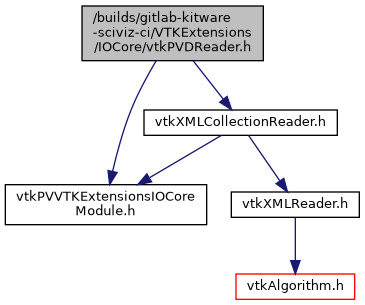 /builds/gitlab-kitware
-sciviz-ci/VTKExtensions
/IOCore/vtkPVDReader.h
vtkXMLCollectionReader.h
vtkPVVTKExtensionsIOCore
Module.h
vtkXMLReader.h
vtkAlgorithm.h